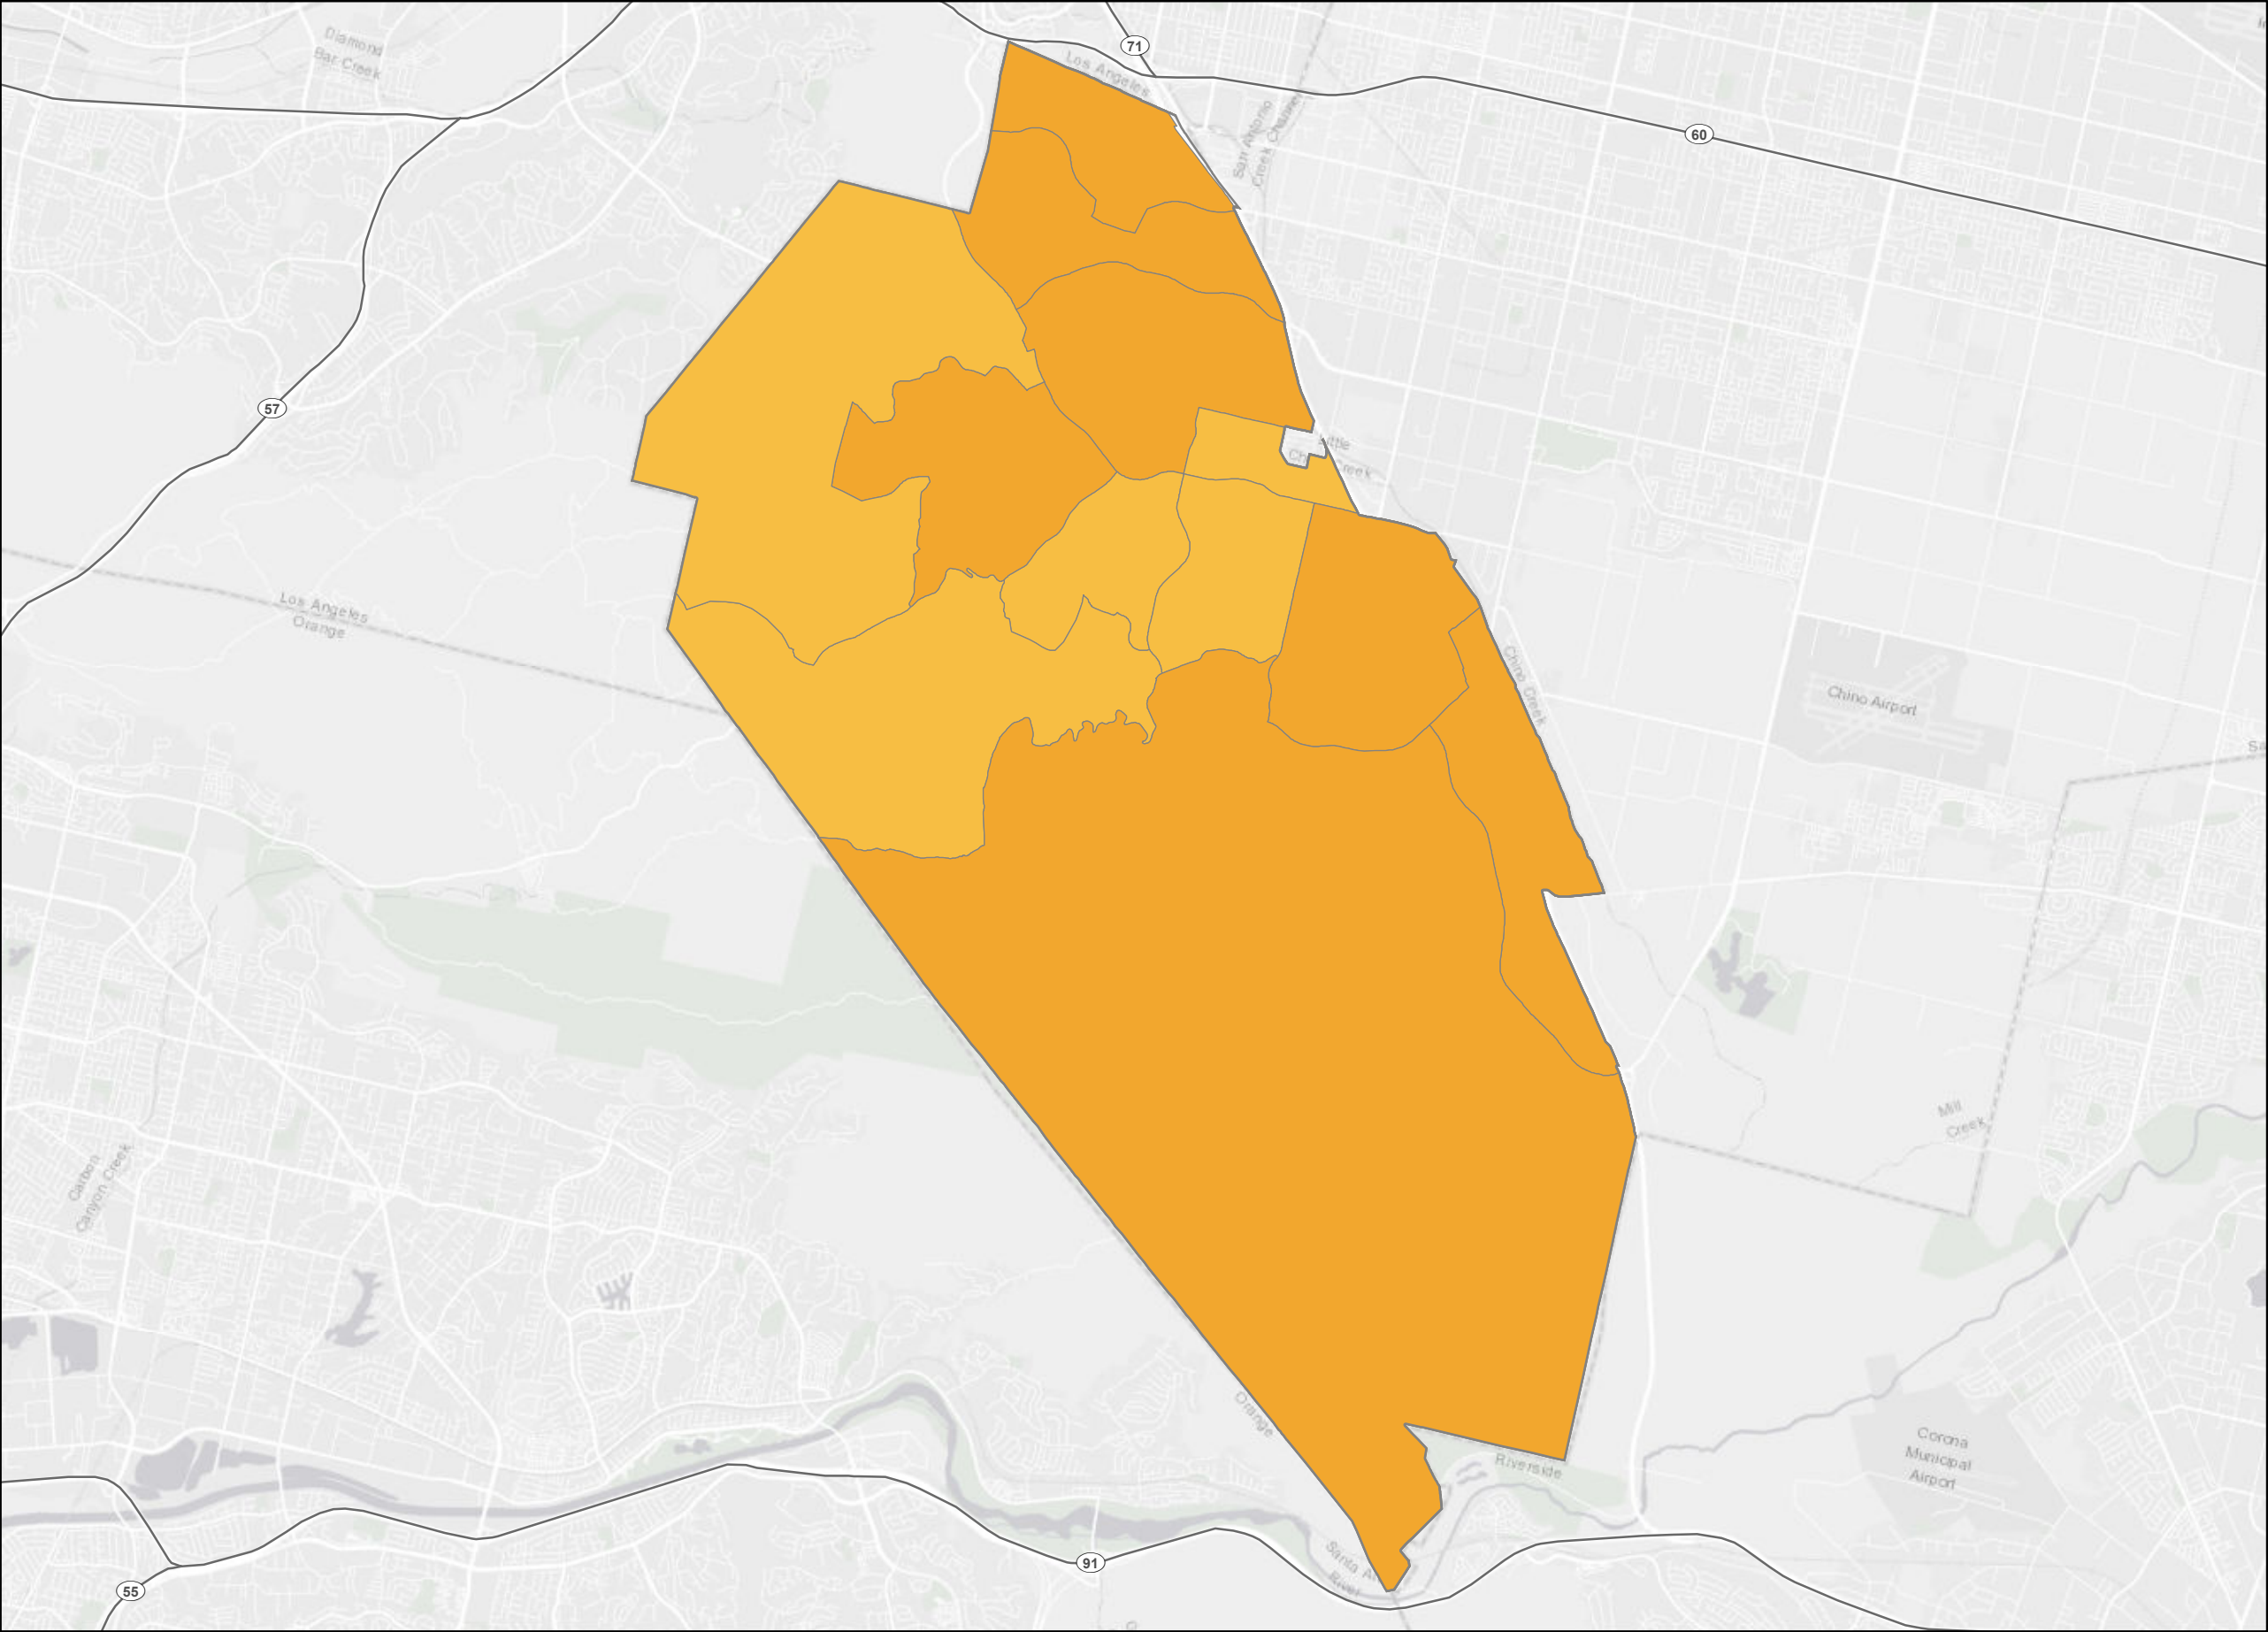 Diamond
Bar Creek
71
Los Angeles
San Antonio
Creek Channel
60
57
Little
Chino Creek
Los Angeles
Orange
Chino Creek
Chino Airport
Mill
Creek
Carbon
Canyon Creek
Orange
Riverside
Corona
Municipal
Airport
Santa Ana
River
91
55